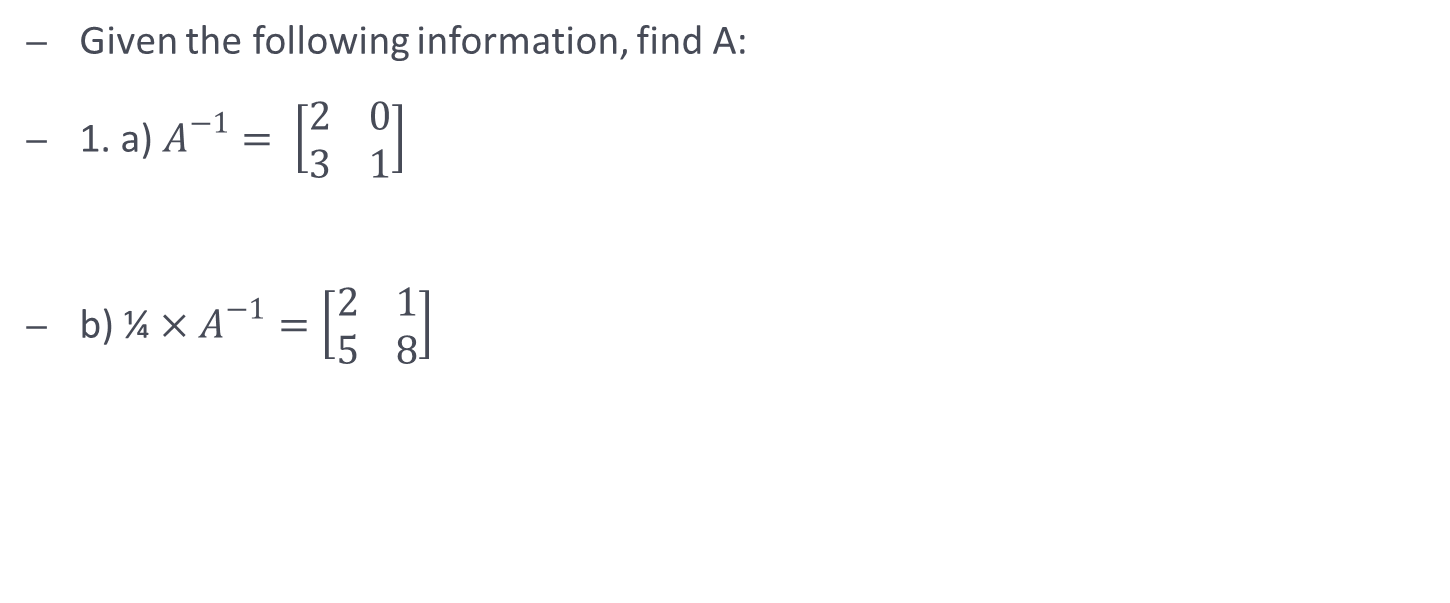 – Given the following information, find A:
– 1. a) A⁻¹ = [2 0
3 1]
– b) ¼ × A⁻¹ = [2 1
5 8]